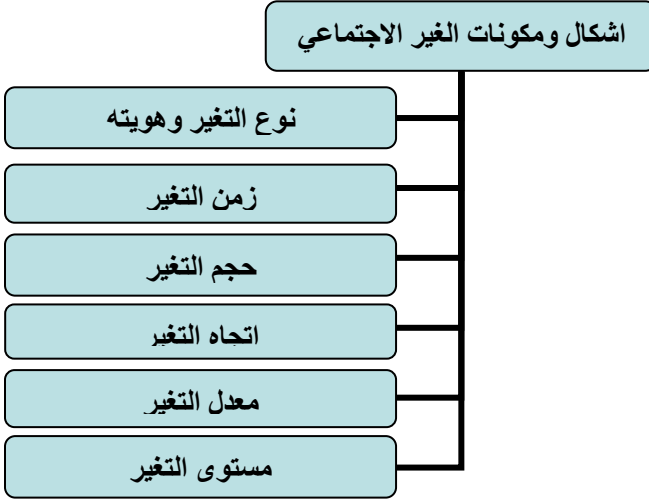 اشكال ومكونات الغير الاجتماعي
نوع التغير وهويته
زمن التغير
حجم التغير
اتجاه التغير
معدل التغير
مستوى التغير